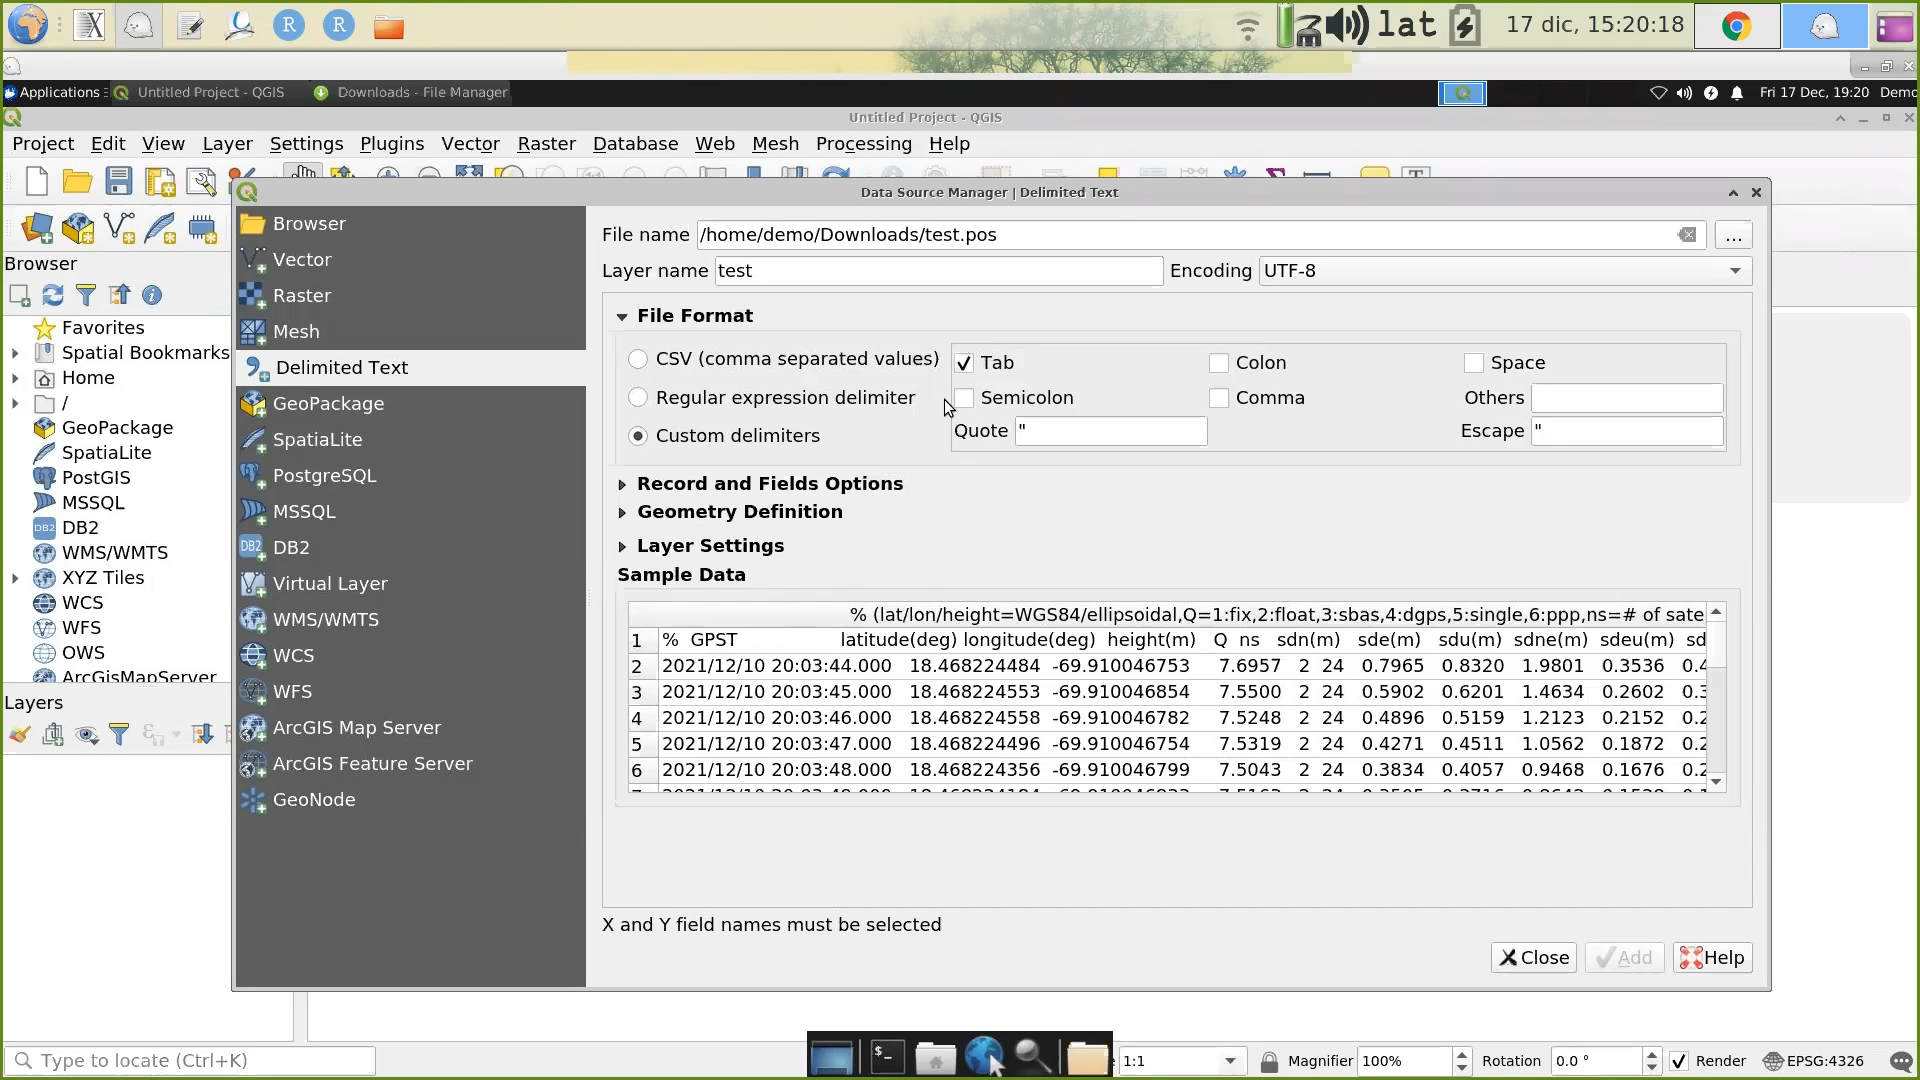 lat 17 dic, 15:20:18
Applications Untitled Project - QGIS Downloads - File Manager Fri 17 Dec, 19:20 Demo
Untitled Project - QGIS
Project Edit View Layer Settings Plugins Vector Raster Database Web Mesh Processing Help
Data Source Manager | Delimited Text
Browser
Vector
Raster
Mesh
Delimited Text
GeoPackage
SpatiaLite
PostgreSQL
MSSQL
DB2
Virtual Layer
WMS/WMTS
WCS
WFS
ArcGIS Map Server
ArcGIS Feature Server
GeoNode
File name /home/demo/Downloads/test.pos ...
Layer name test Encoding UTF-8
File Format
CSV (comma separated values) Tab Colon Space
Regular expression delimiter Semicolon Comma Others
Custom delimiters Quote " Escape "
Record and Fields Options
Geometry Definition
Layer Settings
Sample Data
% (lat/lon/height=WGS84/ellipsoidal,Q=1:fix,2:float,3:sbas,4:dgps,5:single,6:ppp,ns=# of sate
1 % GPST latitude(deg) longitude(deg) height(m) Q ns sdn(m) sde(m) sdu(m) sdne(m) sdeu(m) sd
2 2021/12/10 20:03:44.000 18.468224484 -69.910046753 7.6957 2 24 0.7965 0.8320 1.9801 0.3536 0.4
3 2021/12/10 20:03:45.000 18.468224553 -69.910046854 7.5500 2 24 0.5902 0.6201 1.4634 0.2602 0.3
4 2021/12/10 20:03:46.000 18.468224558 -69.910046782 7.5248 2 24 0.4896 0.5159 1.2123 0.2152 0.2
5 2021/12/10 20:03:47.000 18.468224496 -69.910046754 7.5319 2 24 0.4271 0.4511 1.0562 0.1872 0.2
6 2021/12/10 20:03:48.000 18.468224356 -69.910046799 7.5043 2 24 0.3834 0.4057 0.9468 0.1676 0.2
X and Y field names must be selected
Close Add Help
Browser
Favorites
Spatial Bookmarks
Home
/
GeoPackage
SpatiaLite
PostGIS
MSSQL
DB2
WMS/WMTS
XYZ Tiles
WCS
WFS
OWS
ArcGisMapServer
Layers
Type to locate (Ctrl+K) 1:1 Magnifier 100% Rotation 0.0 ° Render EPSG:4326